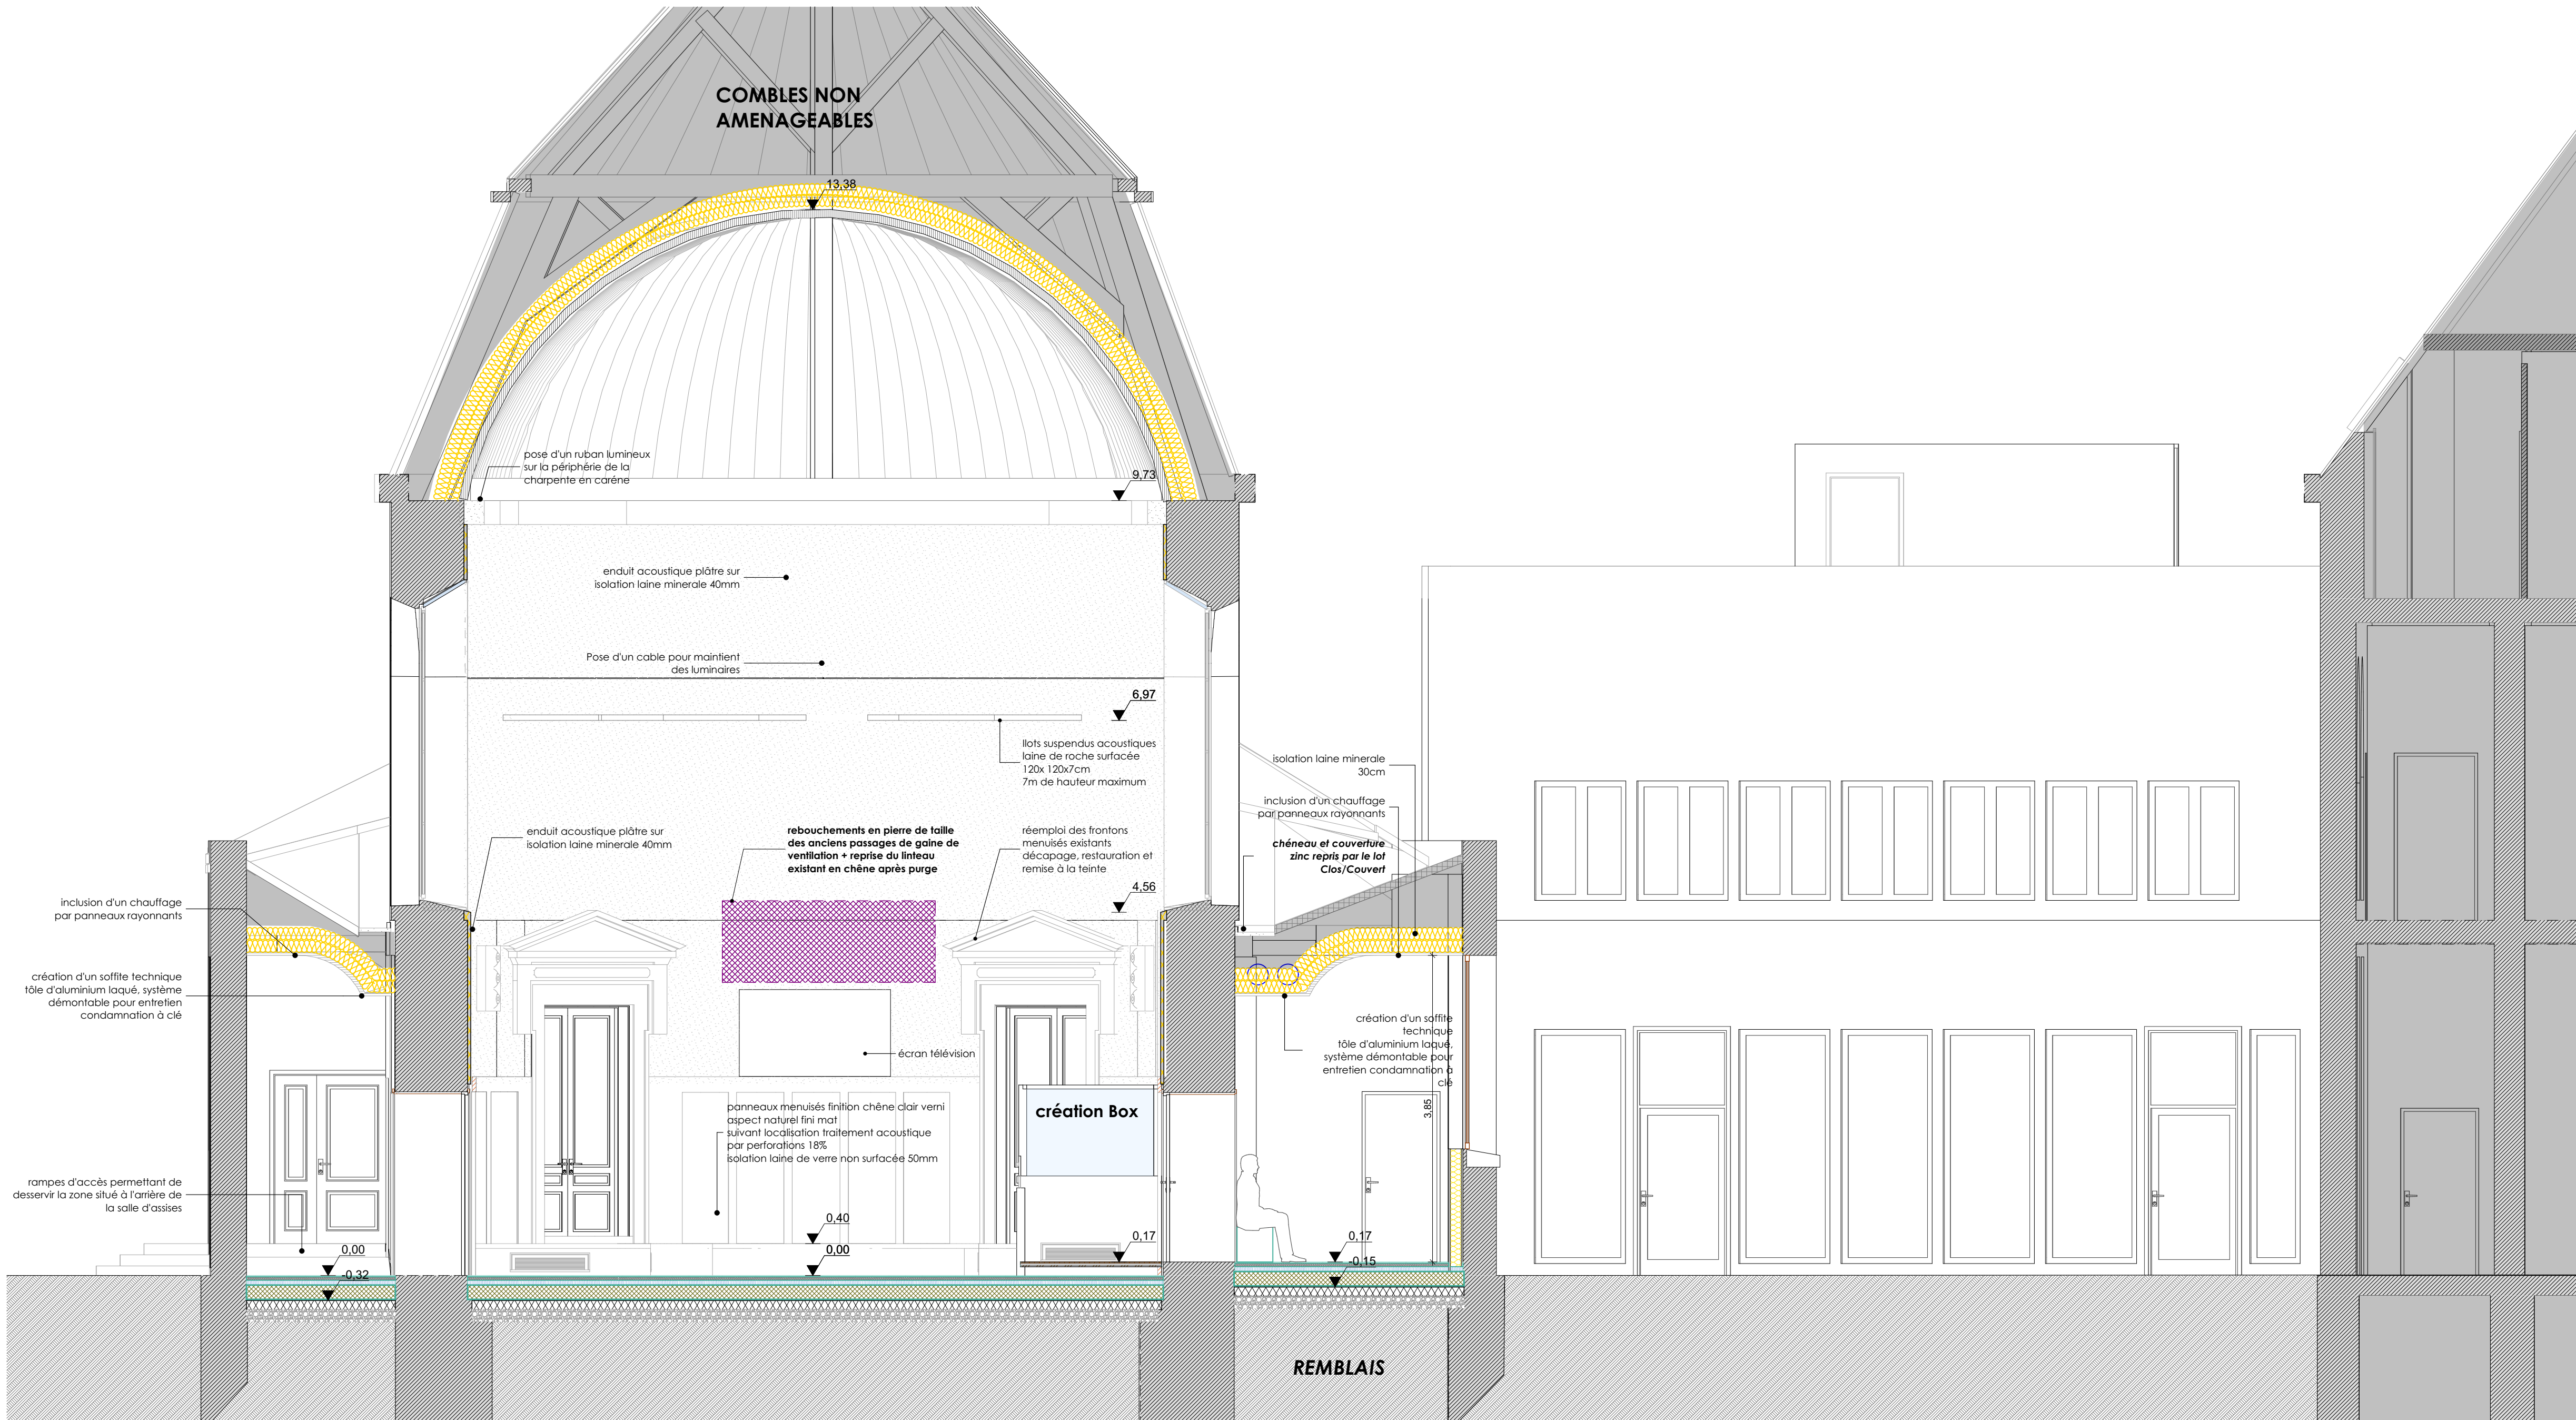 COMBLES NON
AMENAGEABLES
13,38
pose d'un ruban lumineux
sur la périphérie de la
charpente en caréne
9,73
enduit acoustique plâtre sur
isolation laine minerale 40mm
Pose d'un cable pour maintient
des luminaires
6,97
Ilots suspendus acoustiques
laine de roche surfacée
120x 120x7cm
7m de hauteur maximum
isolation laine minerale
30cm
inclusion d'un chauffage
par panneaux rayonnants
chéneau et couverture
zinc repris par le lot
Clos/Couvert
enduit acoustique plâtre sur
isolation laine minerale 40mm
rebouchements en pierre de taille
des anciens passages de gaine de
ventilation + reprise du linteau
existant en chêne après purge
réemploi des frontons
menuisés existants
décapage, restauration et
remise à la teinte
4,56
inclusion d'un chauffage
par panneaux rayonnants
création d'un soffite technique
tôle d'aluminium laqué, système
démontable pour entretien
condamnation à clé
écran télévision
création d'un soffite
technique
tôle d'aluminium laqué,
système démontable pour
entretien condamnation à
clé
3,85
création Box
panneaux menuisés finition chêne clair verni
aspect naturel fini mat
suivant localisation traitement acoustique
par perforations 18%
isolation laine de verre non surfacée 50mm
rampes d'accès permettant de
desservir la zone situé à l'arrière de
la salle d'assises
0,40
0,00
0,00
0,17
0,17
-0,32
-0,15
REMBLAIS